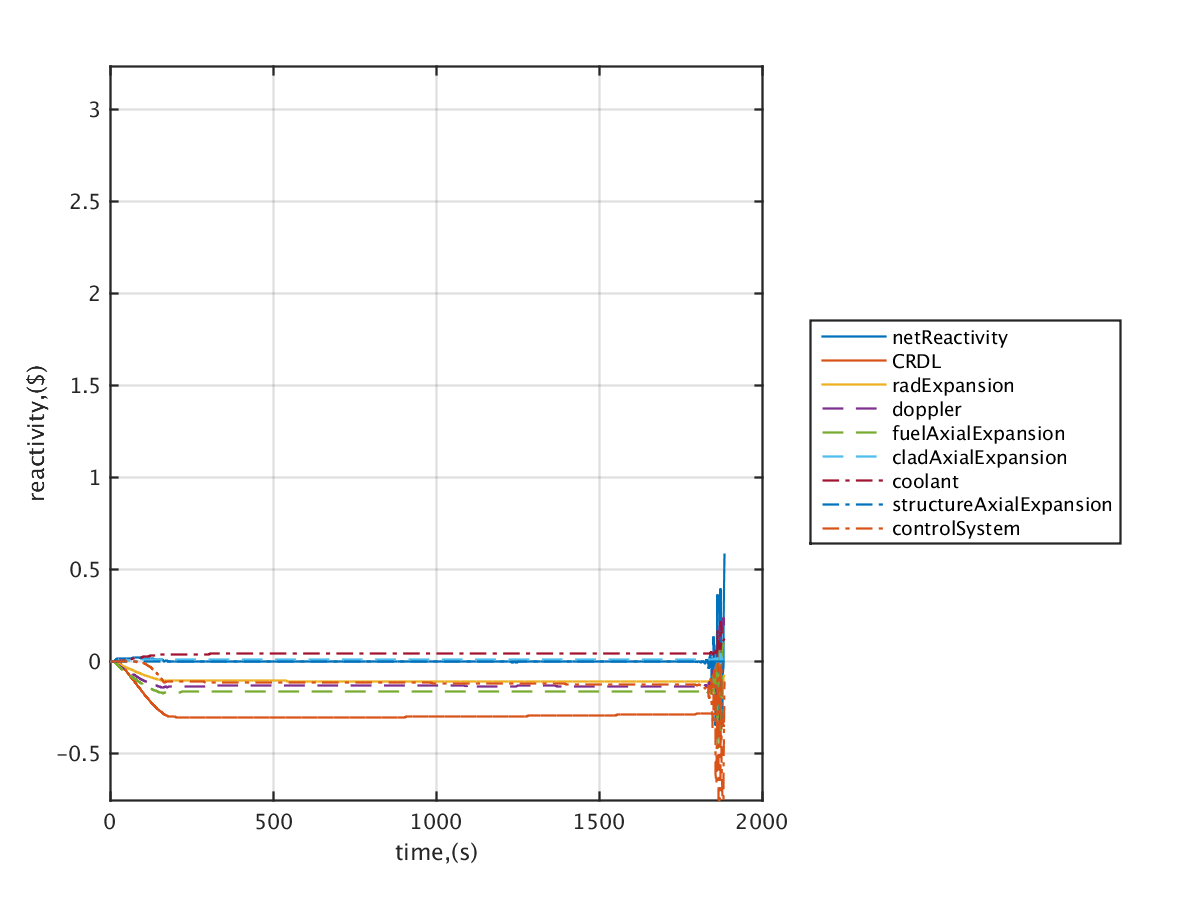 3
2.5
2
1.5
1
0.5
0
−0.5
0
500
1000
1500
2000
time,(s)
reactivity,($)
netReactivity
CRDL
radExpansion
doppler
fuelAxialExpansion
cladAxialExpansion
coolant
structureAxialExpansion
controlSystem